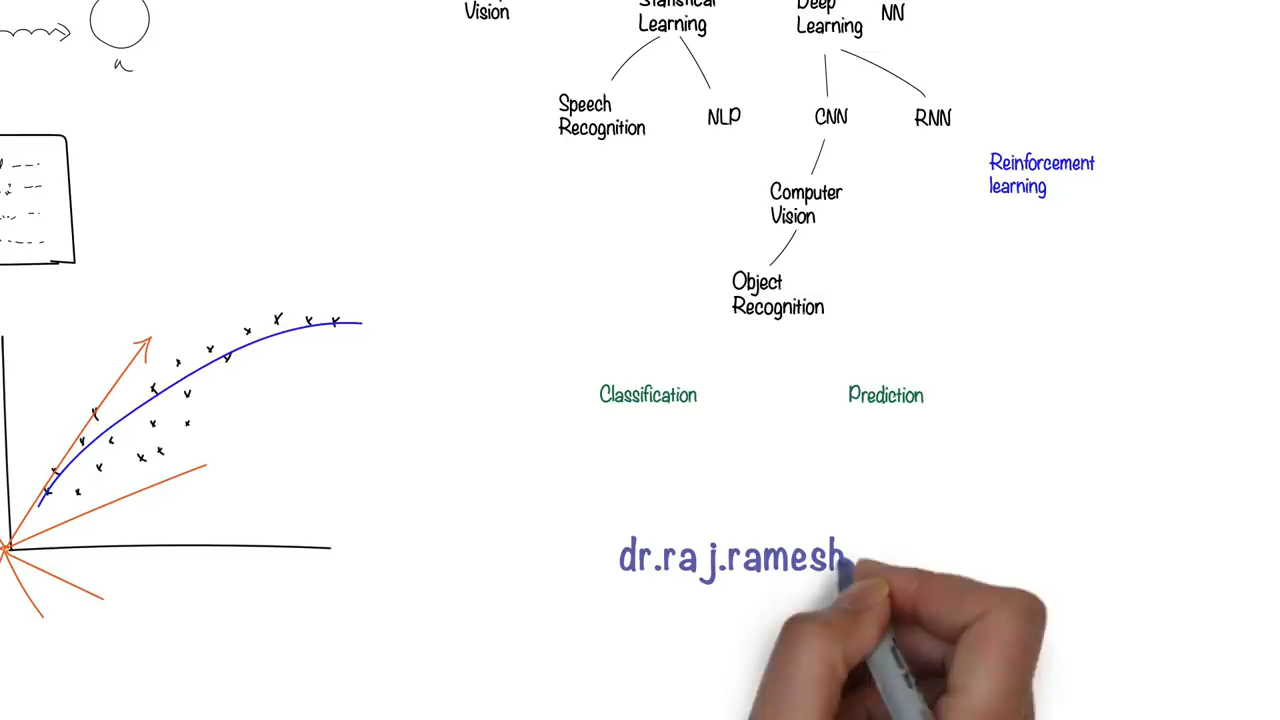 Vision
Statistical
Learning
Deep
Learning
NN
a
Speech
Recognition
NLP
CNN
RNN
Reinforcement
learning
Computer
Vision
Object
Recognition
Classification
Prediction
dr.raj.ramesh